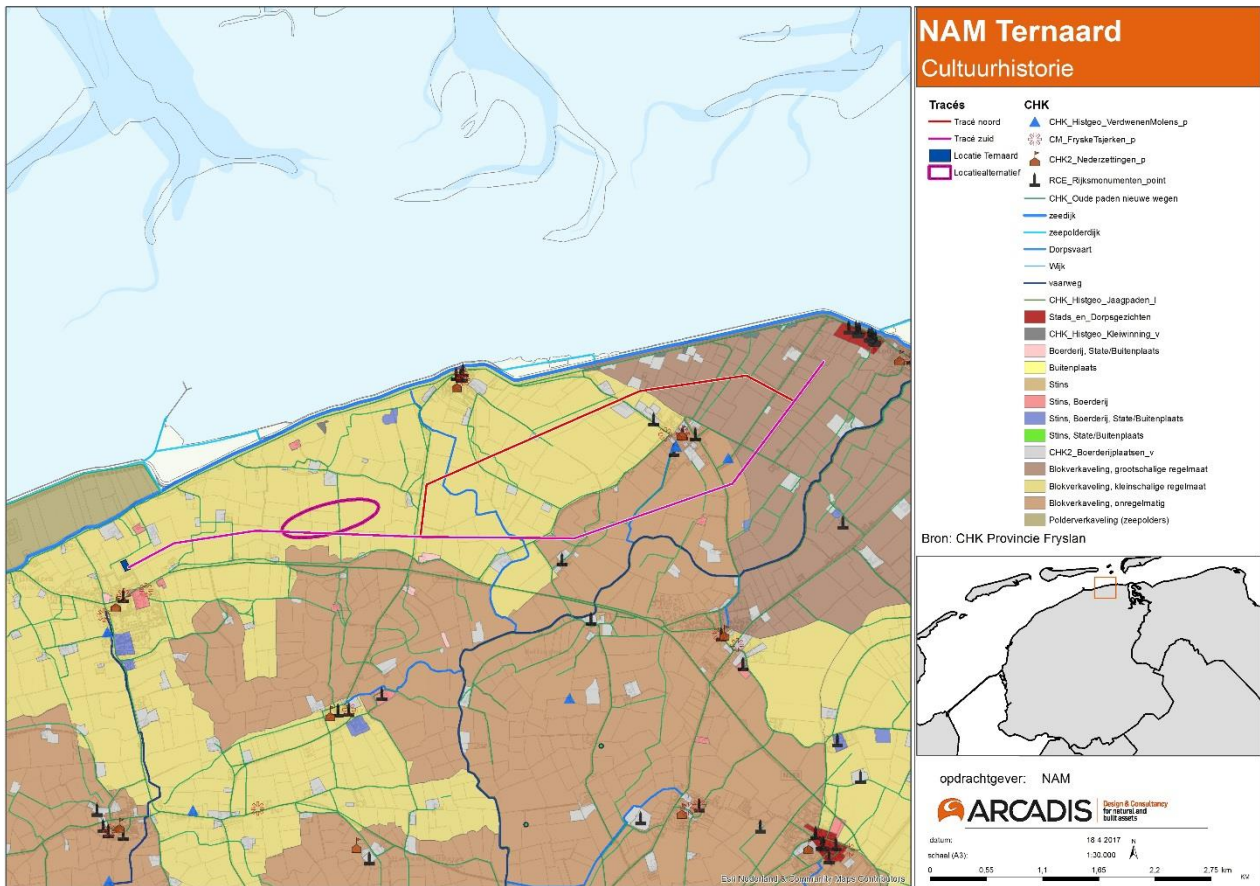 NAM Ternaard
Cultuurhistorie
Tracés
Tracé noord
Tracé zuid
Locatie Ternaard
Locatiealternatief
CHK
CHK_Histgeo_VerdwenenMolens_p
CM_FryskeTsjerken_p
CHK2_Nederzettingen_p
RCE_Rijksmonumenten_point
CHK_Oude paden nieuwe wegen
zeedijk
zeepolderdijk
Dorpsvaart
Wijk
vaarweg
CHK_Histgeo_Jaagpaden_l
Stads_en_Dorpsgezichten
CHK_Histgeo_Kleiwinning_v
Boerderij, State/Buitenplaats
Buitenplaats
Stins
Stins, Boerderij
Stins, Boerderij, State/Buitenplaats
Stins, State/Buitenplaats
CHK2_Boerderijplaatsen_v
Blokverkaveling, grootschalige regelmaat
Blokverkaveling, kleinschalige regelmaat
Blokverkaveling, onregelmatig
Polderverkaveling (zeepolders)
Bron: CHK Provincie Fryslan
opdrachtgever: NAM
ARCADIS
Design & Consultancy
for natural and
built assets
datum: 18 4 2017
N
schaal (A3): 1:30.000
0 0,55 1,1 1,65 2,2 2,75 km
KV
Esri Nederland & Community Maps Contributors